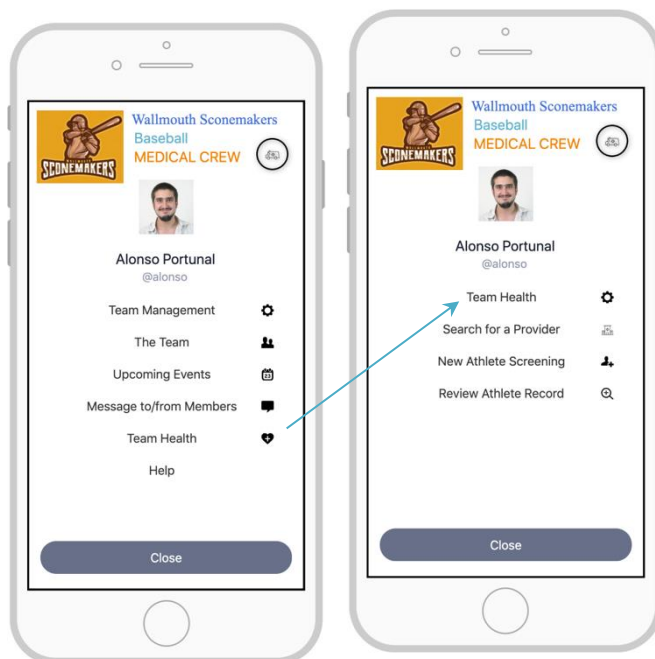 Wallmouth Sconemakers
Baseball
MEDICAL CREW
SCONEMAKERS
Alonso Portunal
@alonso
Team Management
The Team
Upcoming Events
23
Message to/from Members
Team Health
Help
Close
Wallmouth Sconemakers
Baseball
MEDICAL CREW
SCONEMAKERS
Alonso Portunal
@alonso
Team Health
Search for a Provider
New Athlete Screening
Review Athlete Record
Close